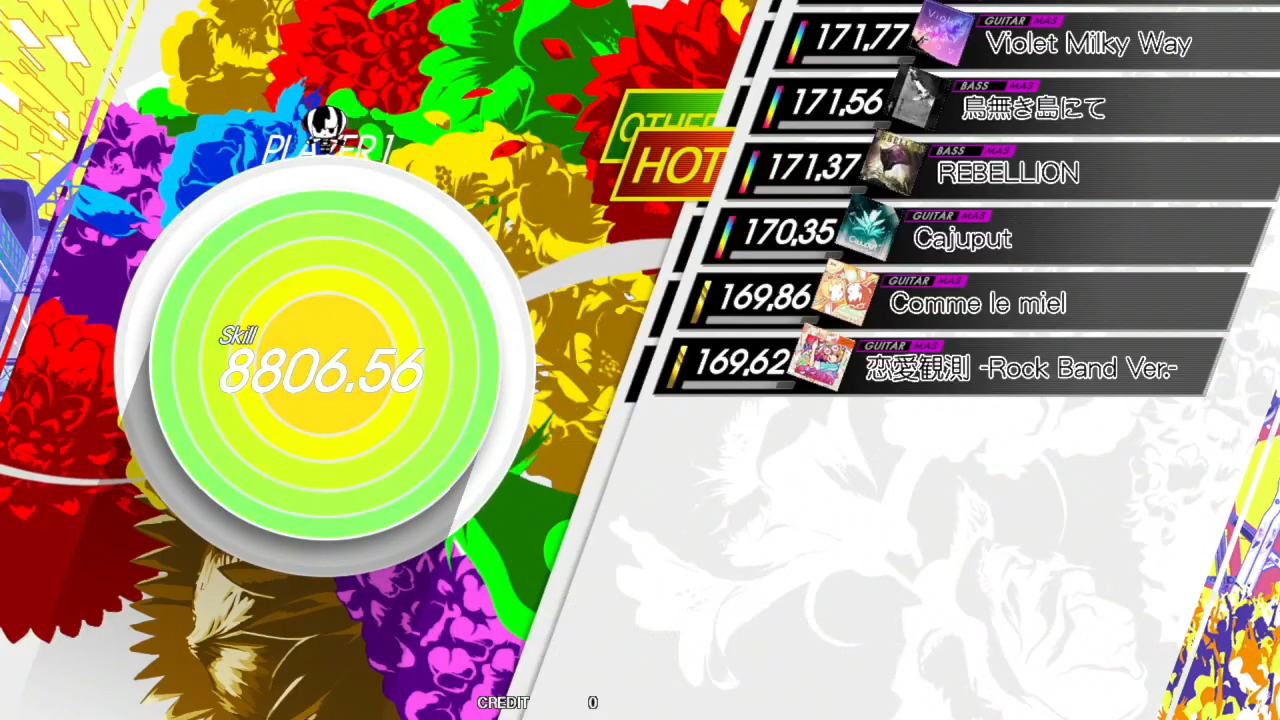 171,77
GUITAR MAS
Violet Milky Way
171,56
BASS MAS
鳥無き島にて
OTHER
HOT
171,37
BASS MAS
REBELLION
PLAYER1
170,35
GUITAR MAS
Cajuput
169,86
GUITAR MAS
Comme le miel
Skill
8806.56
169,62
GUITAR MAS
恋愛観測 -Rock Band Ver.-
CREDIT 0